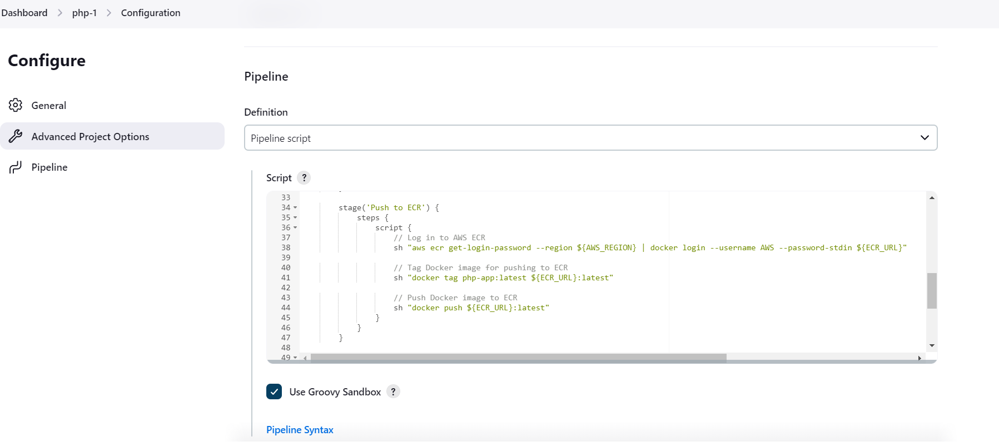 Dashboard > php-1 > Configuration
Configure
General
Advanced Project Options
Pipeline
Pipeline
Definition
Pipeline script
Script ?
33
34 stage('Push to ECR') {
35 steps {
36 script {
37 // Log in to AWS ECR
38 sh "aws ecr get-login-password --region ${AWS_REGION} | docker login --username AWS --password-stdin ${ECR_URL}"
39
40 // Tag Docker image for pushing to ECR
41 sh "docker tag php-app:latest ${ECR_URL}:latest"
42
43 // Push Docker image to ECR
44 sh "docker push ${ECR_URL}:latest"
45 }
46 }
47 }
48
49
Use Groovy Sandbox ?
Pipeline Syntax